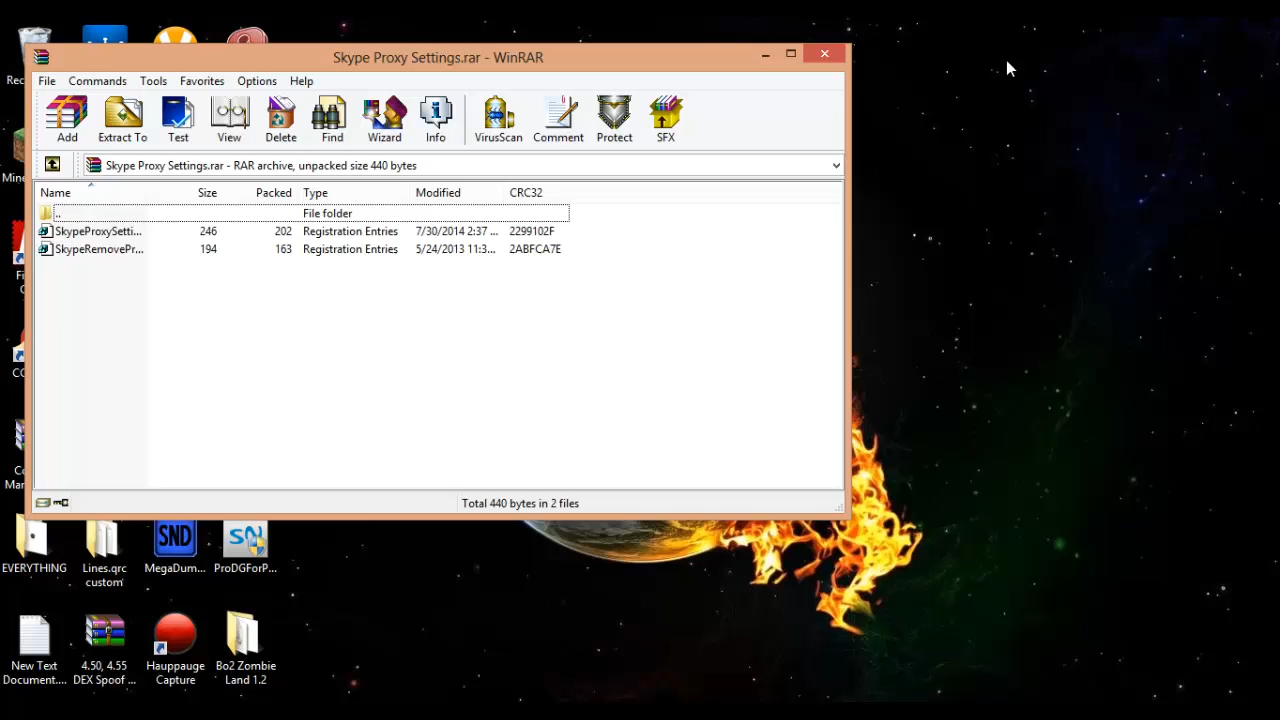 Skype Proxy Settings.rar - WinRAR
File Commands Tools Favorites Options Help
Add Extract To Test View Delete Find Wizard Info VirusScan Comment Protect SFX
Skype Proxy Settings.rar - RAR archive, unpacked size 440 bytes
Name Size Packed Type Modified CRC32
.. File folder
SkypeProxySetti... 246 202 Registration Entries 7/30/2014 2:37 ... 2299102F
SkypeRemovePr... 194 163 Registration Entries 5/24/2013 11:3... 2ABFCA7E
Total 440 bytes in 2 files
SND
EVERYTHING
Lines.qrc
custom
MegaDum...
ProDGForP...
New Text
Document....
4.50, 4.55
DEX Spoof ...
Hauppauge
Capture
Bo2 Zombie
Land 1.2